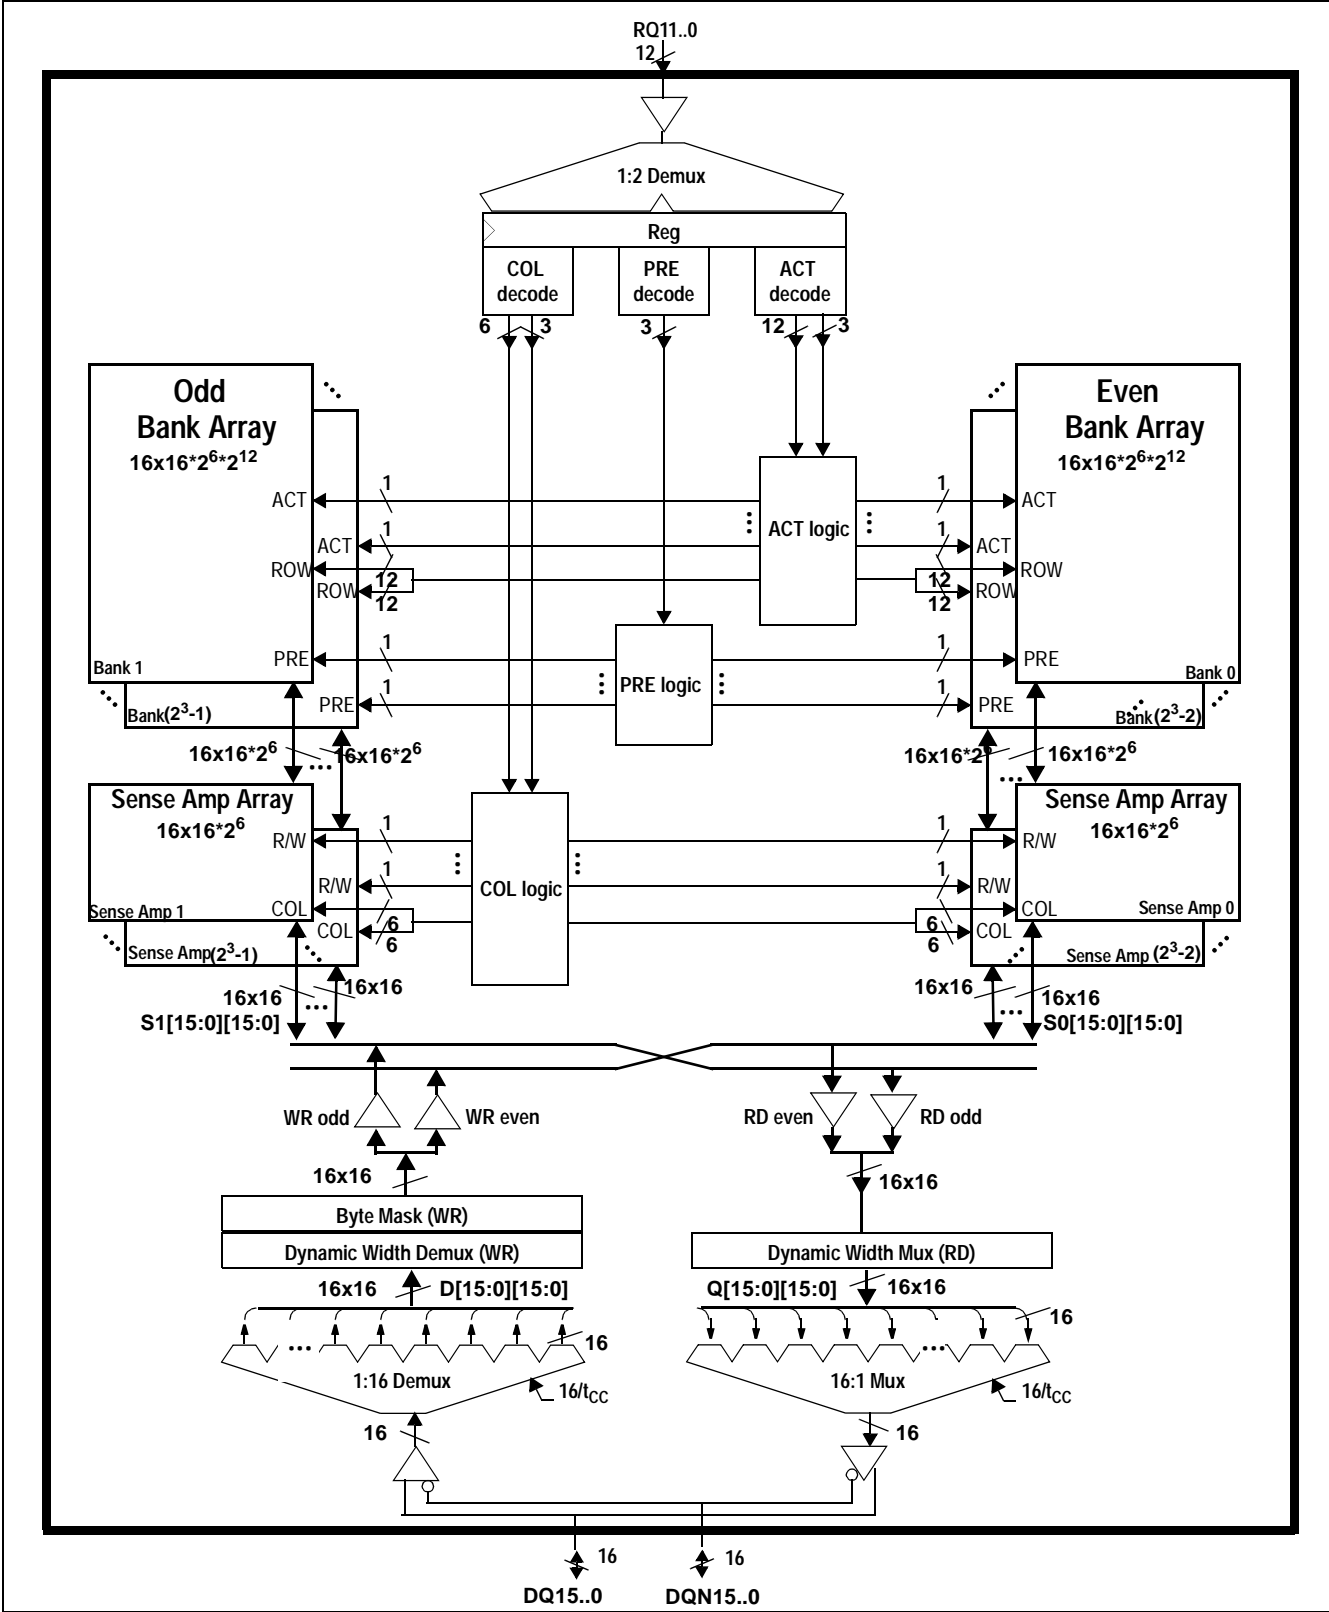 RQ11..0
12
1:2 Demux
Reg
COL decode
PRE decode
ACT decode
6
3
3
12
3
Odd
Bank Array
16x16*2^6*2^12
Even
Bank Array
16x16*2^6*2^12
ACT
1
1
ACT
ACT logic
ACT
1
1
ACT
ROW
12
12
ROW
ROW
12
12
ROW
PRE
1
1
PRE
Bank 1
PRE logic
Bank 0
PRE
1
1
PRE
Bank(2^3-1)
Bank(2^3-2)
16x16*2^6
16x16*2^6
16x16*2^6
16x16*2^6
Sense Amp Array
16x16*2^6
Sense Amp Array
16x16*2^6
R/W
1
1
R/W
R/W
1
1
R/W
COL logic
Sense Amp 1
COL
6
6
COL
Sense Amp 0
COL
6
6
COL
Sense Amp(2^3-1)
Sense Amp (2^3-2)
16x16
16x16
16x16
16x16
S1[15:0][15:0]
S0[15:0][15:0]
WR odd
WR even
RD even
RD odd
16x16
16x16
Byte Mask (WR)
Dynamic Width Demux (WR)
Dynamic Width Mux (RD)
16x16
D[15:0][15:0]
Q[15:0][15:0]
16x16
16
16
1:16 Demux
16/tCC
16:1 Mux
16/tCC
16
16
16
16
DQ15..0
DQN15..0